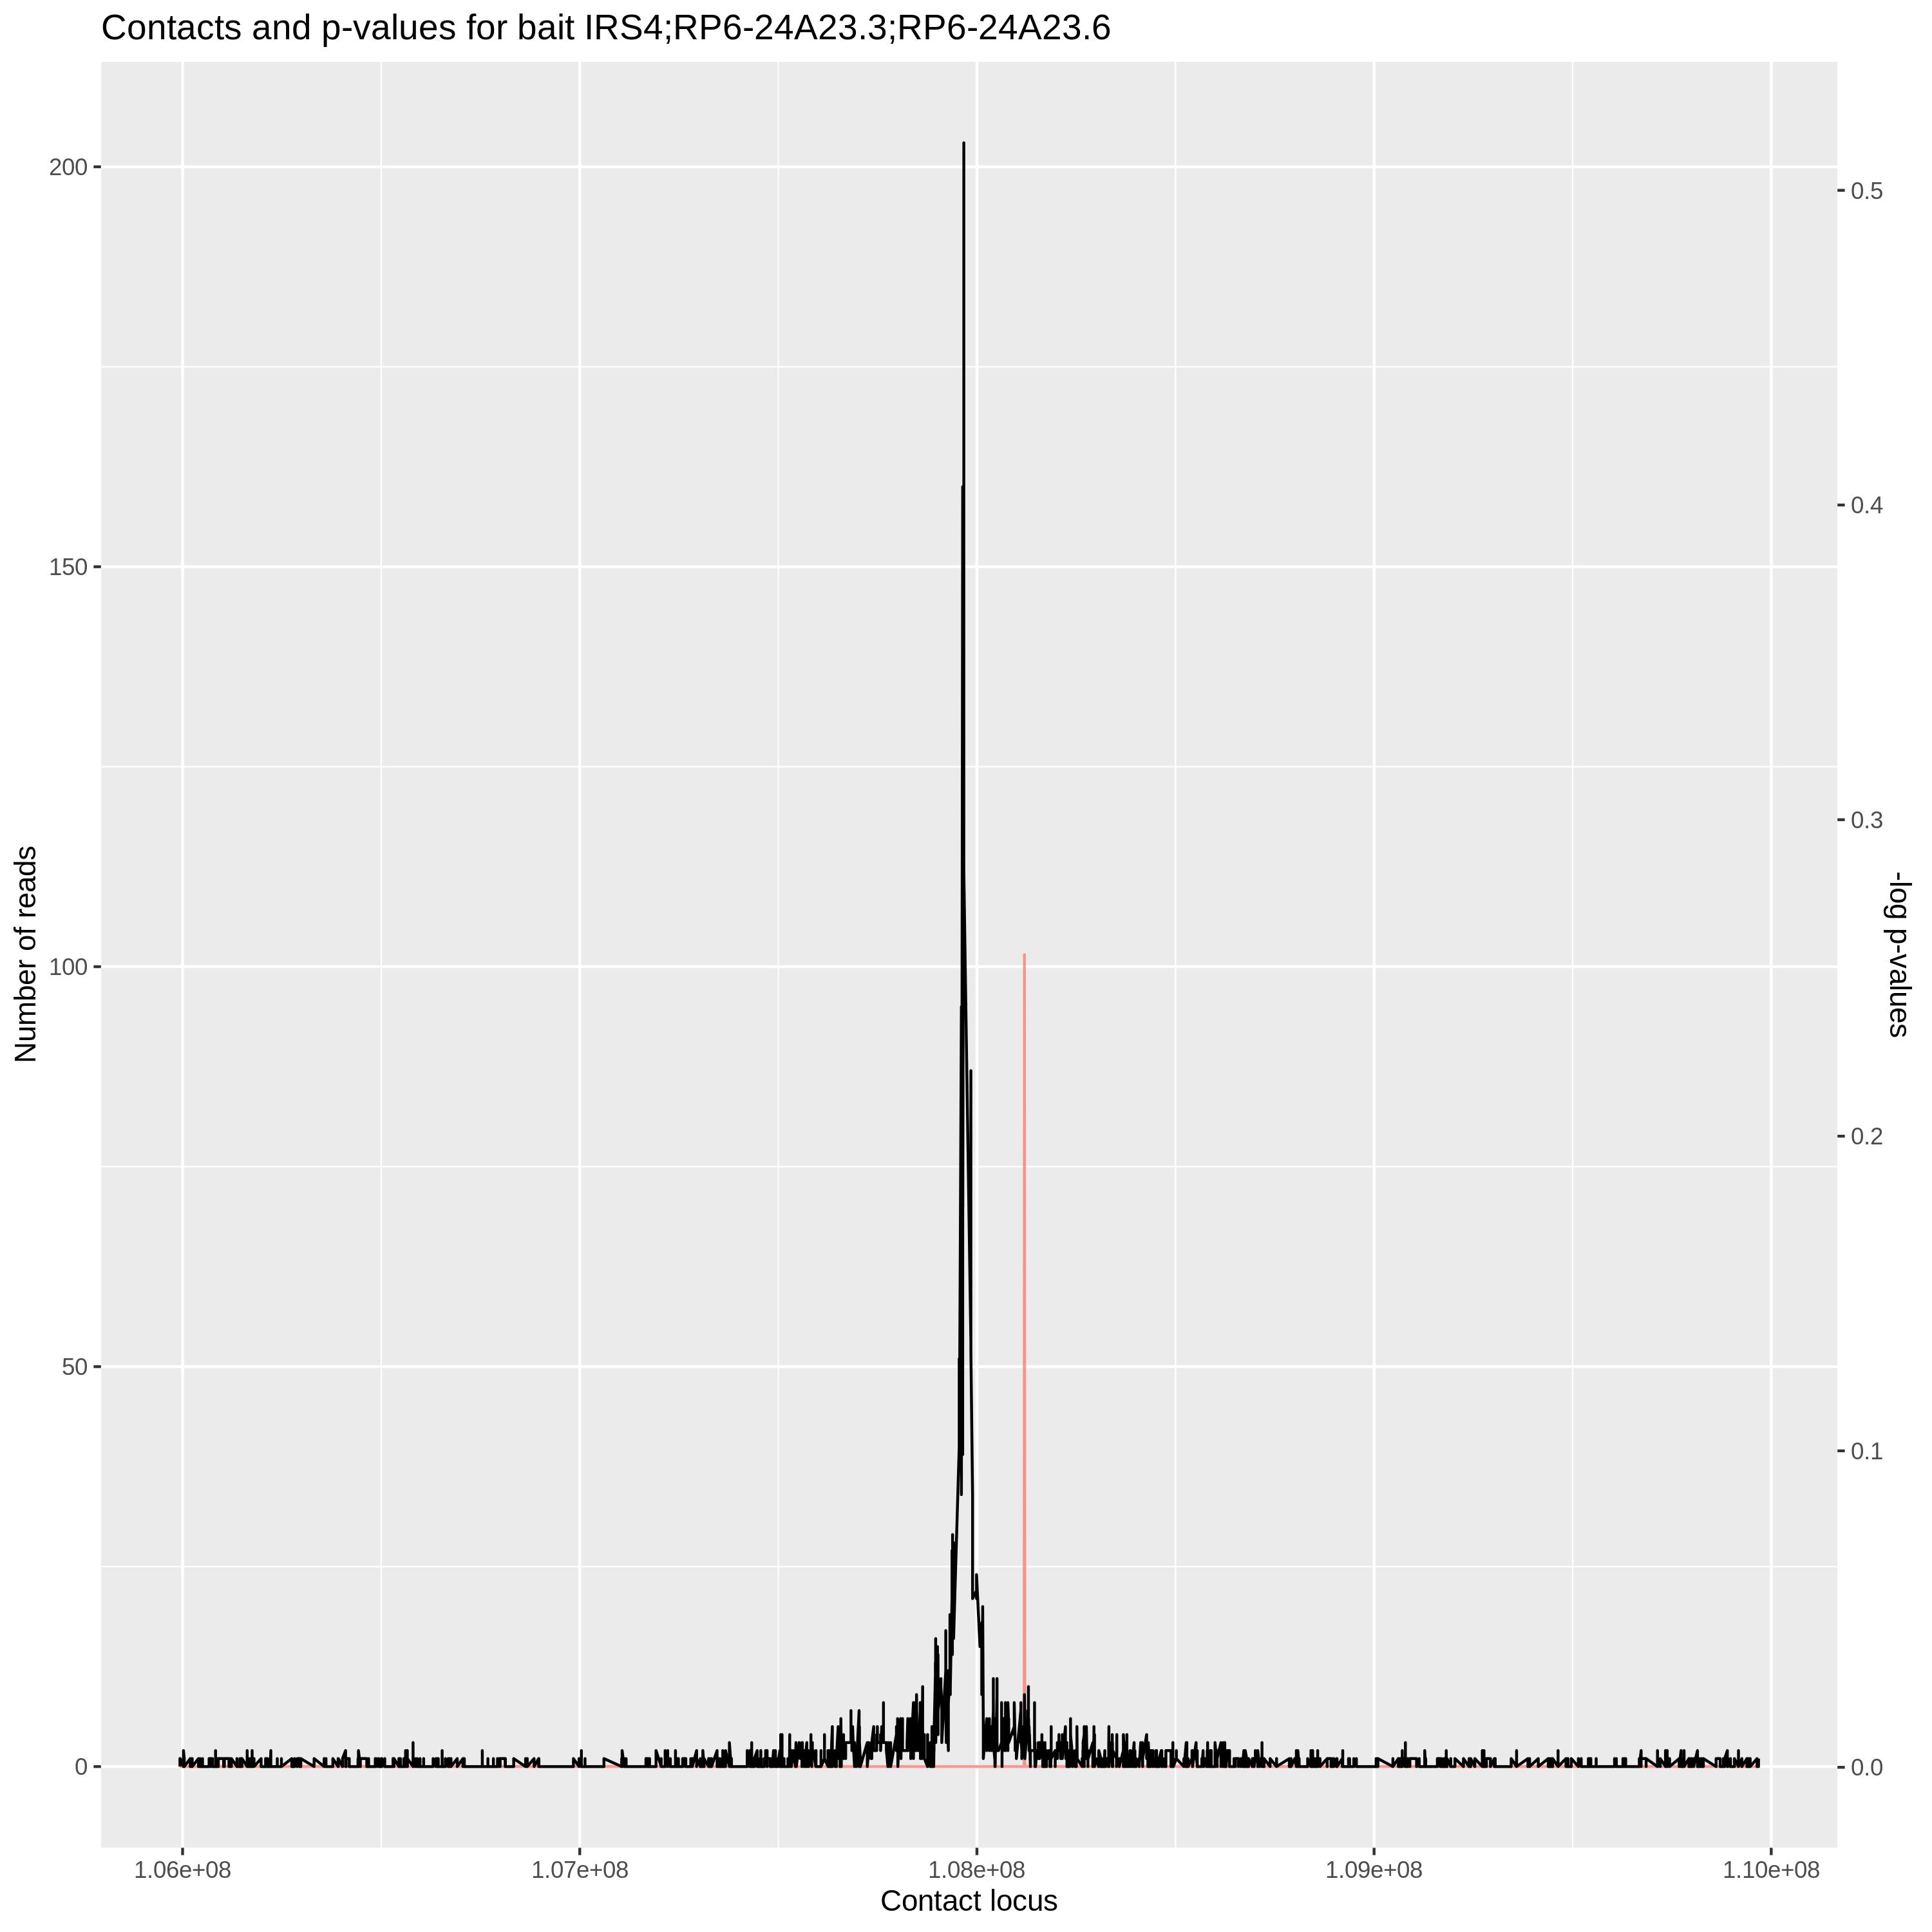 Contacts and p-values for bait IRS4;RP6-24A23.3;RP6-24A23.6
200
150
100
50
0
Number of reads
0.5
0.4
0.3
0.2
0.1
0.0
-log p-values
1.06e+08 1.07e+08 1.08e+08 1.09e+08 1.10e+08
Contact locus